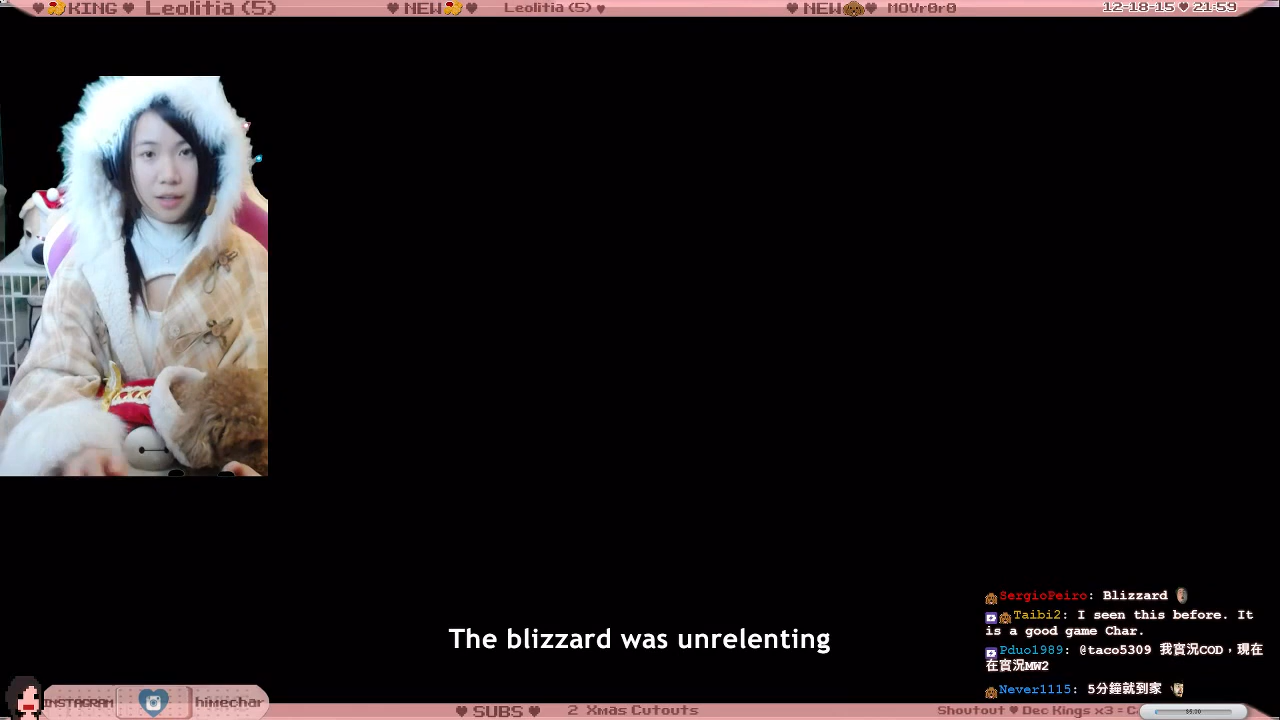 ♥ KING ♥ Leolitia (5)
♥ NEW ♥ Leolitia (5) ♥
♥ NEW ♥ MOVr0r0
12-18-15 ♥ 21:59
SergioPeiro: Blizzard
Taibi2: I seen this before. It
is a good game Char.
Pduo1989: @taco5309 我實況COD，現在
在實況MW2
Never1115: 5分鐘就到家
The blizzard was unrelenting
INSTAGRAM himechar
♥ SUBS ♥ 2 Xmas Cutouts
Shoutout ♥ Dec Kings x3 = C